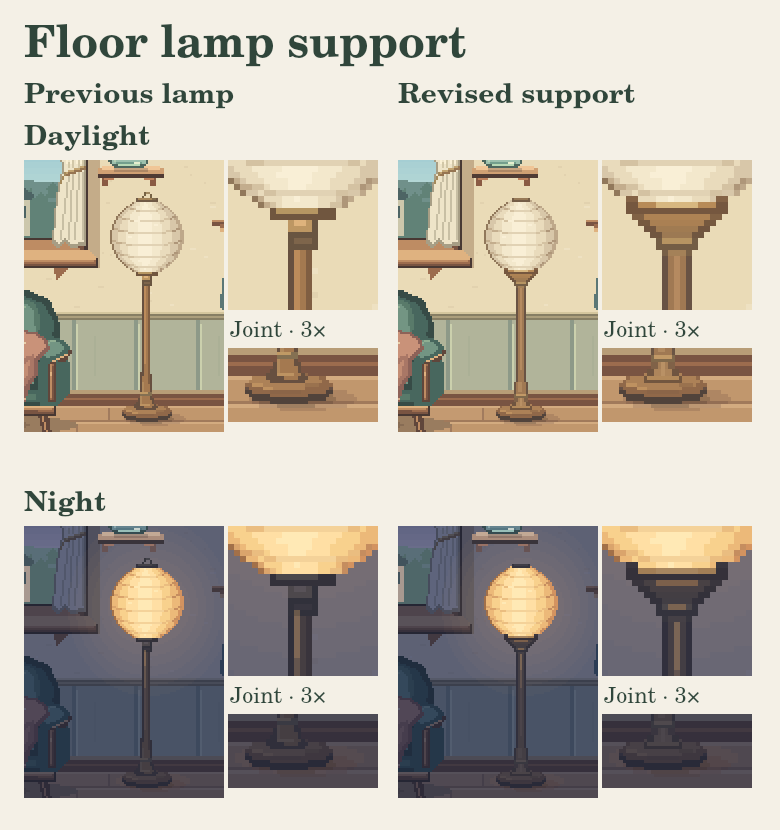 Floor lamp support
Previous lamp
Revised support
Daylight
Joint · 3×
Joint · 3×
Night
Joint · 3×
Joint · 3×